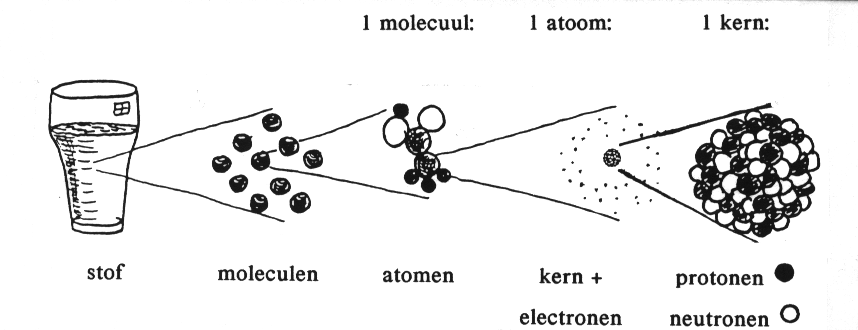 1 molecuul: 1 atoom: 1 kern:
stof moleculen atomen kern + protonen
electronen neutronen